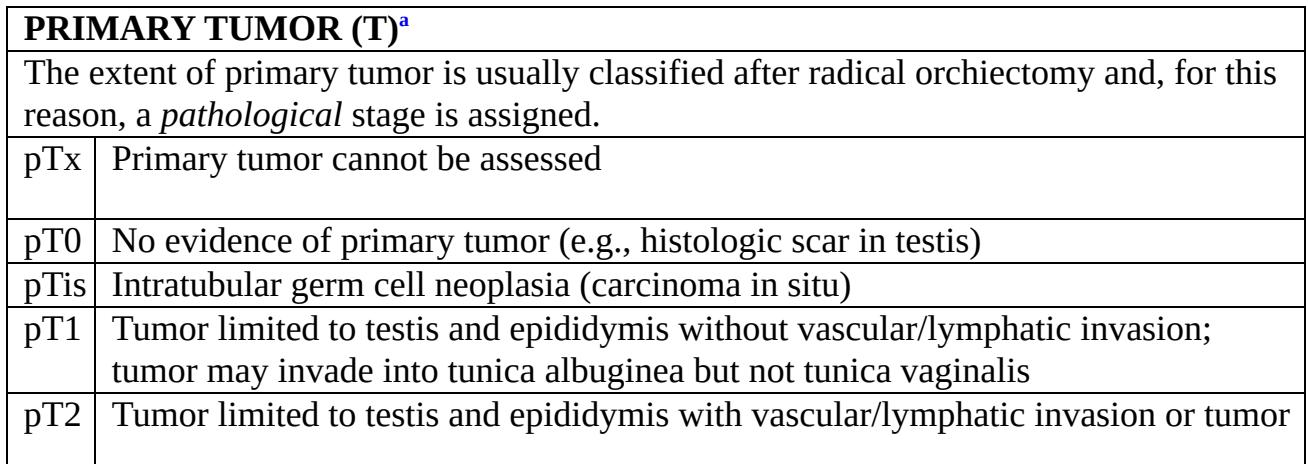 PRIMARY TUMOR (T)a
The extent of primary tumor is usually classified after radical orchiectomy and, for this
reason, a pathological stage is assigned.
pTx Primary tumor cannot be assessed
pT0 No evidence of primary tumor (e.g., histologic scar in testis)
pTis Intratubular germ cell neoplasia (carcinoma in situ)
pT1 Tumor limited to testis and epididymis without vascular/lymphatic invasion;
tumor may invade into tunica albuginea but not tunica vaginalis
pT2 Tumor limited to testis and epididymis with vascular/lymphatic invasion or tumor